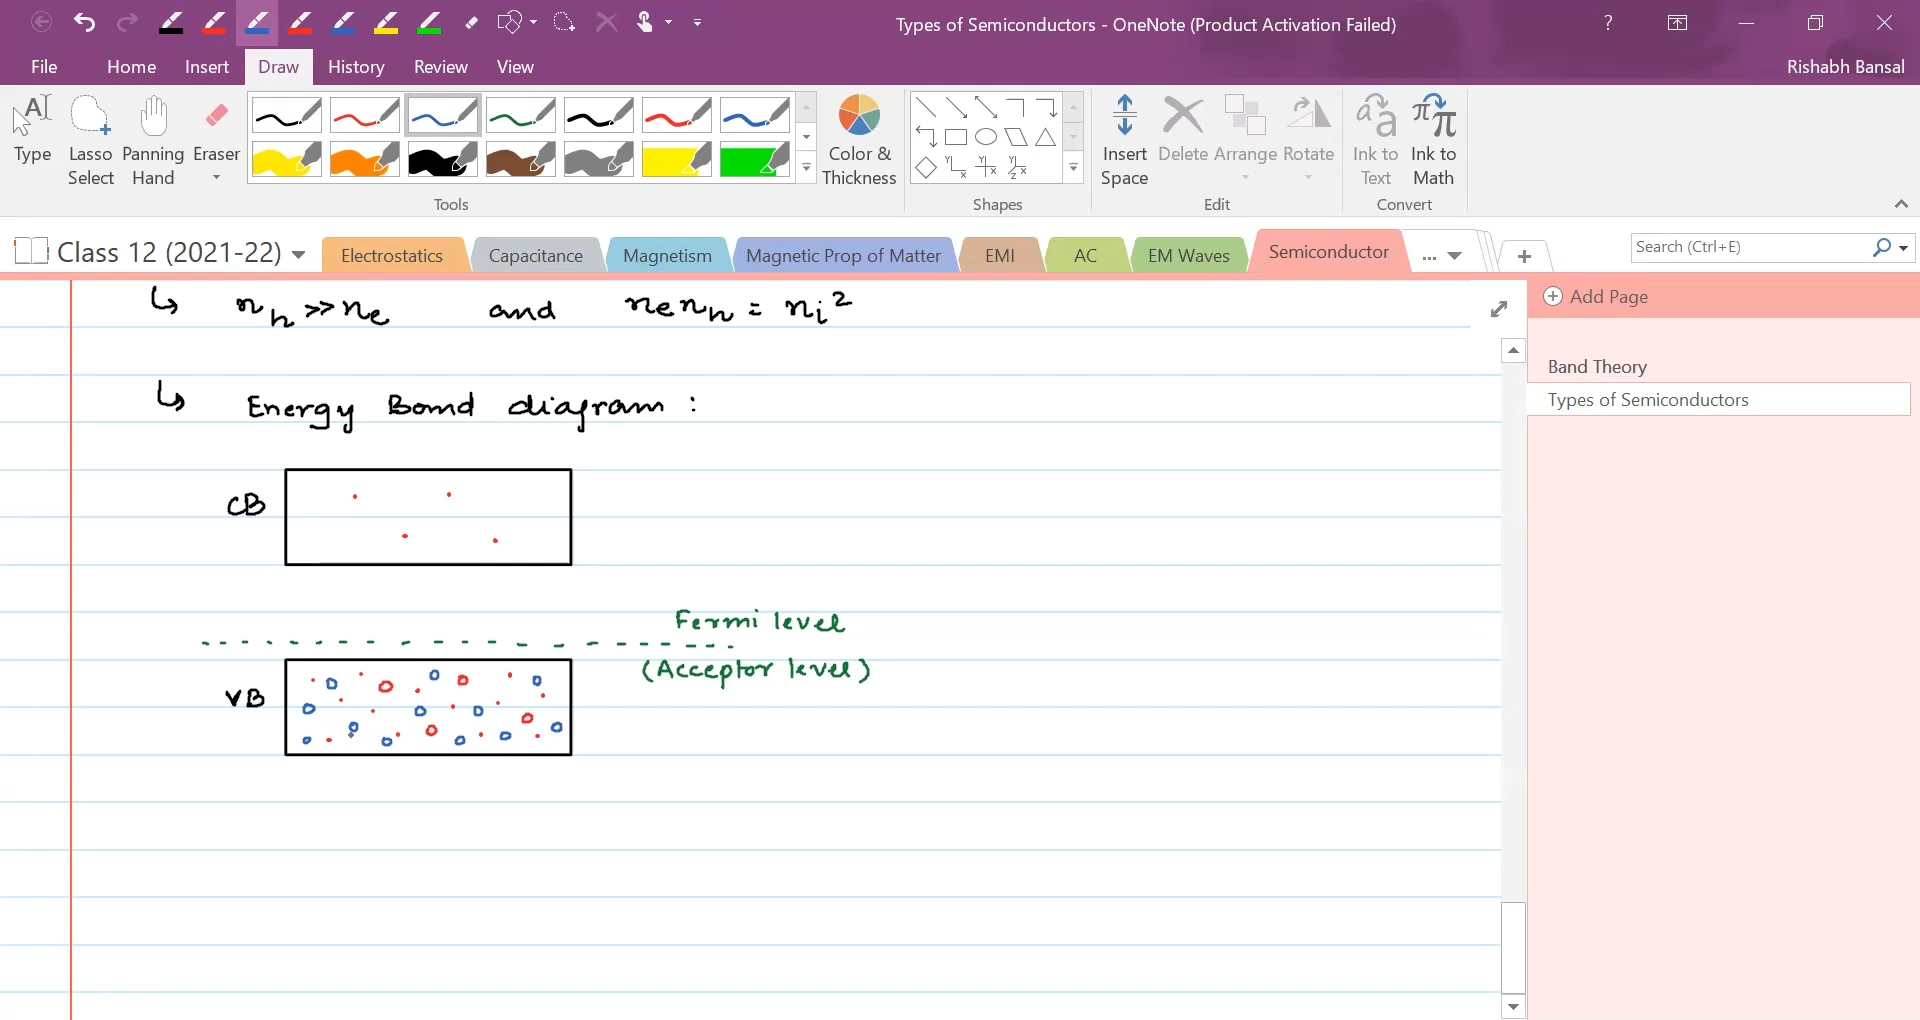 Types of Semiconductors - OneNote (Product Activation Failed)
?
File Home Insert Draw History Review View
Rishabh Bansal
Type
Lasso Select
Panning Hand
Eraser
Color & Thickness
Insert Space
Delete
Arrange
Rotate
Ink to Text
Ink to Math
Tools
Shapes
Edit
Convert
Class 12 (2021-22)
Electrostatics Capacitance Magnetism Magnetic Prop of Matter EMI AC EM Waves Semiconductor ...
Search (Ctrl+E)
Add Page
Band Theory
Types of Semiconductors
↳ nh >> ne and ne nh = ni²
↳ Energy Band diagram :
CB
Fermi level
(Acceptor level)
VB